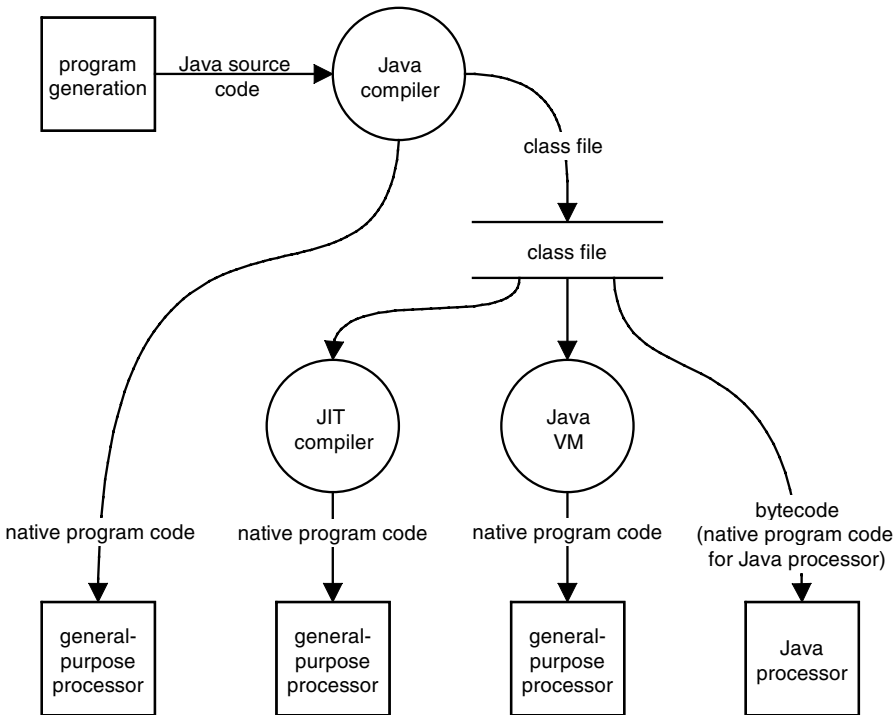 program
generation
Java source
code
Java
compiler
class file
class file
JIT
compiler
Java
VM
native program code
native program code
native program code
bytecode
(native program code
for Java processor)
general-
purpose
processor
general-
purpose
processor
general-
purpose
processor
Java
processor